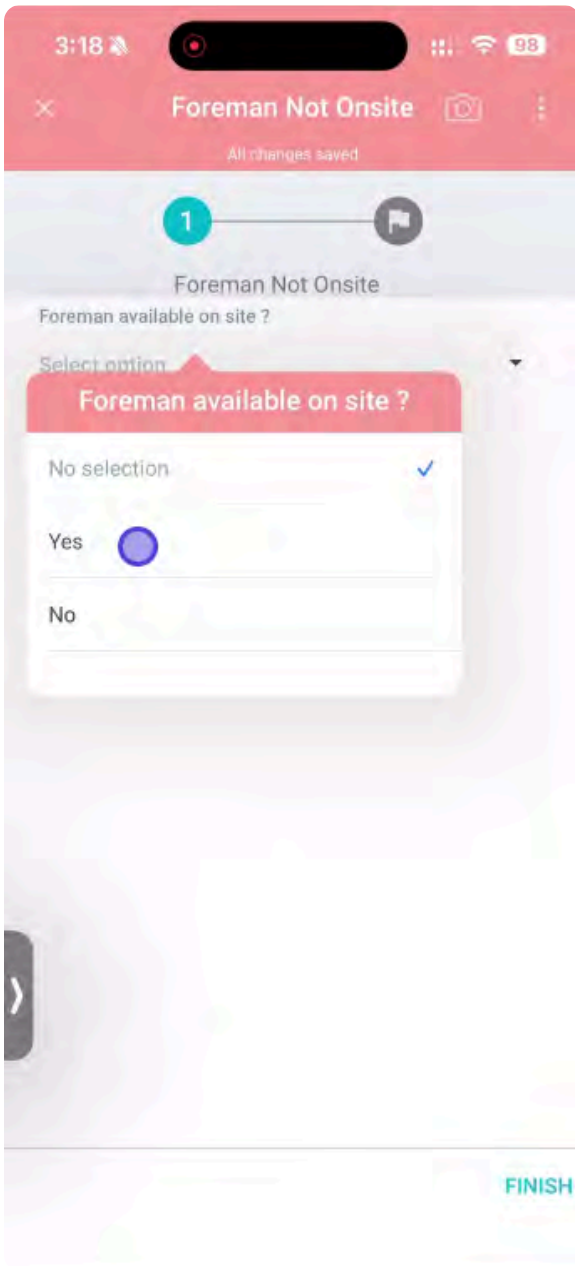 3:18
98
Foreman Not Onsite
All changes saved
1
Foreman Not Onsite
Foreman available on site ?
Select option
Foreman available on site ?
No selection
Yes
No
FINISH